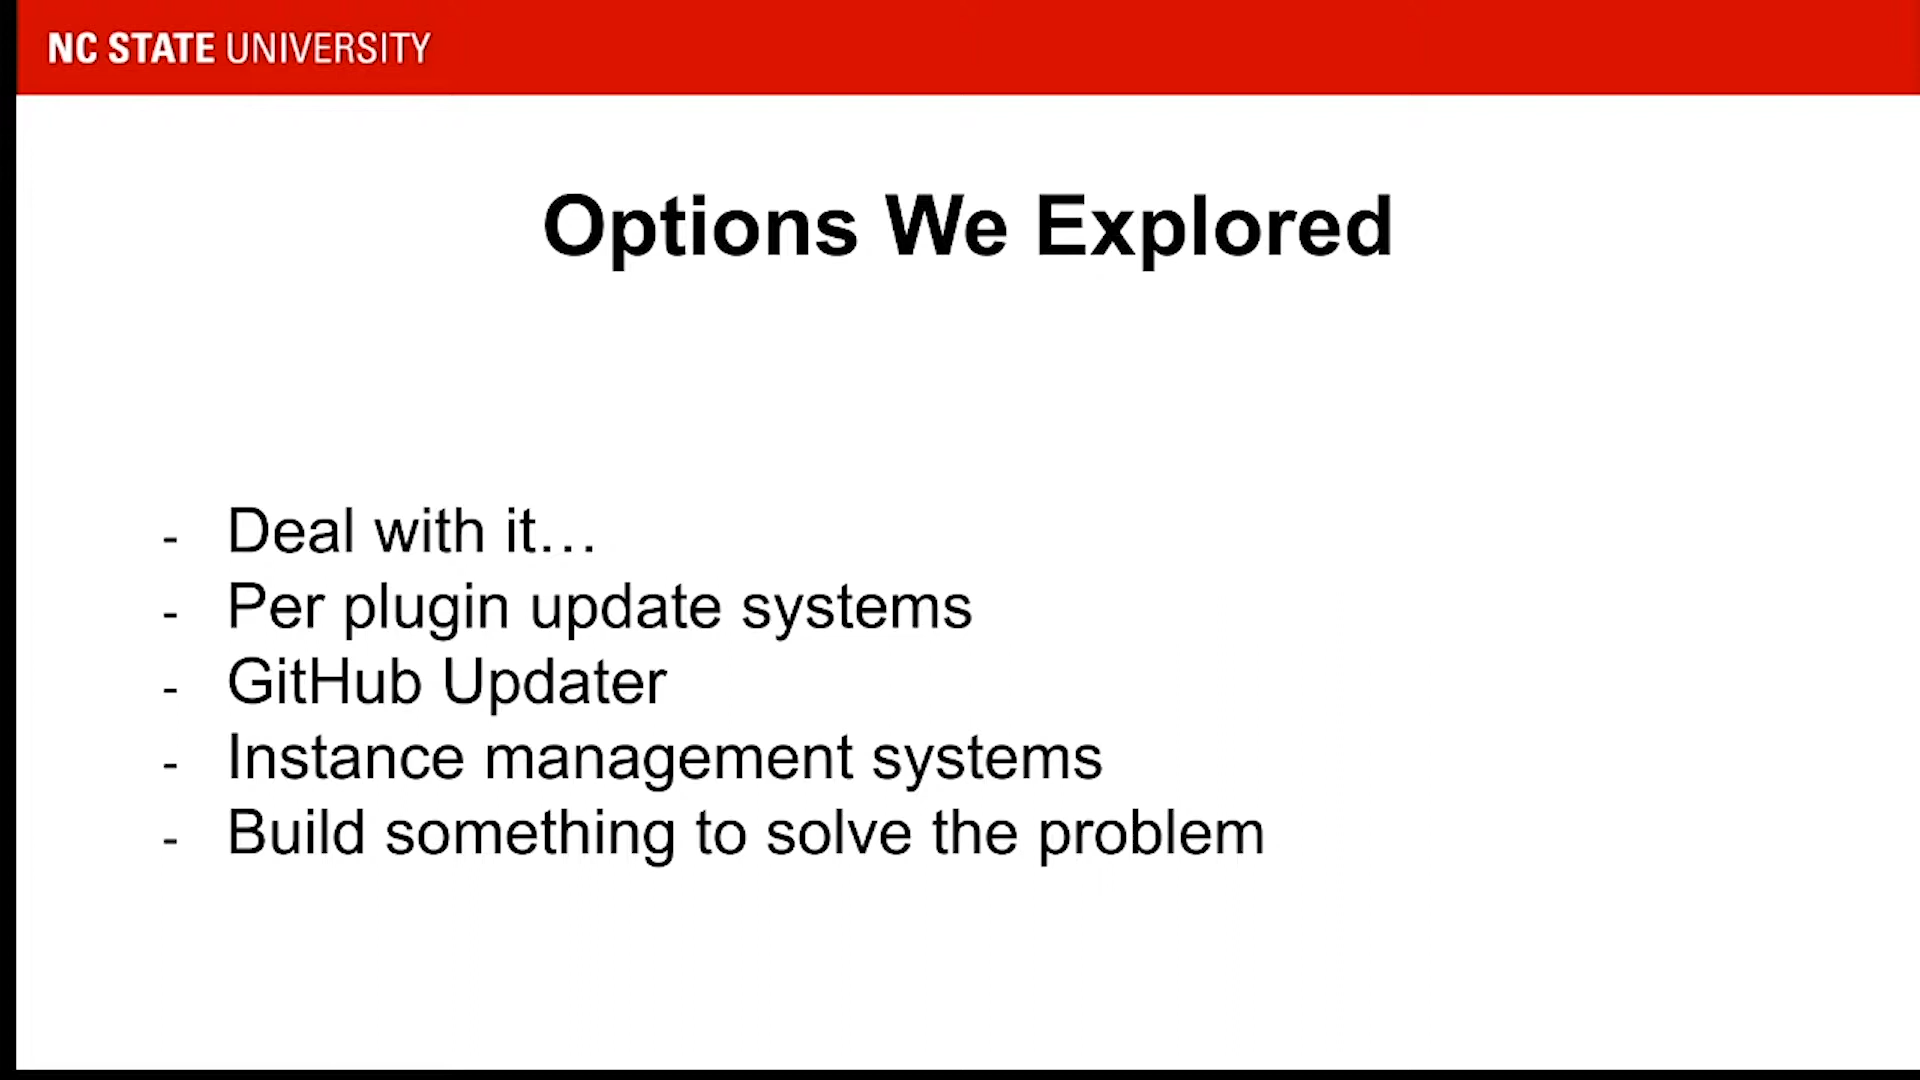 NC STATE UNIVERSITY
Options We Explored
- Deal with it…
- Per plugin update systems
- GitHub Updater
- Instance management systems
- Build something to solve the problem